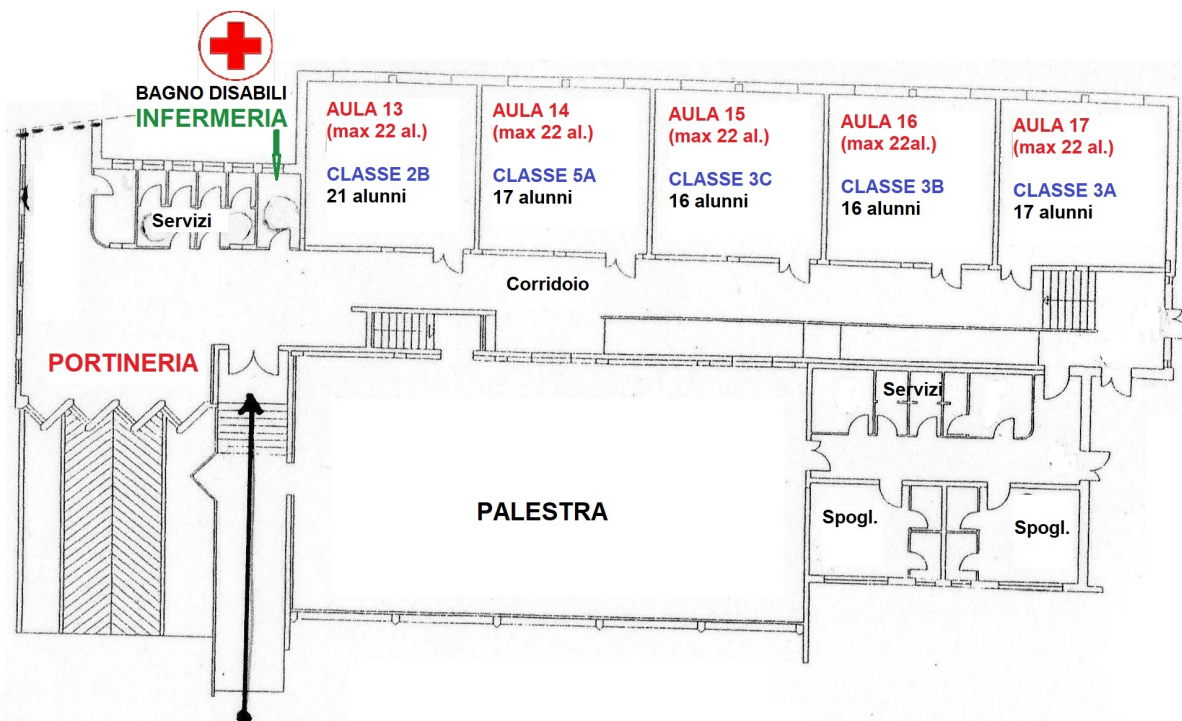 BAGNO DISABILI
INFERMERIA
AULA 13
(max 22 al.)
CLASSE 2B
21 alunni
AULA 14
(max 22 al.)
CLASSE 5A
17 alunni
AULA 15
(max 22 al.)
CLASSE 3C
16 alunni
AULA 16
(max 22al.)
CLASSE 3B
16 alunni
AULA 17
(max 22 al.)
CLASSE 3A
17 alunni
Servizi
Corridoio
PORTINERIA
Servizi
PALESTRA
Spogl.
Spogl.